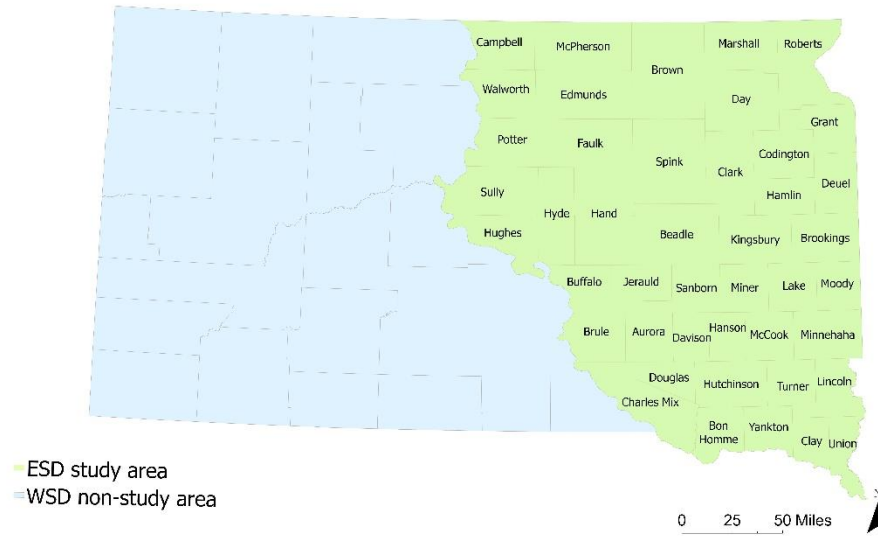 Campbell
McPherson
Marshall
Roberts
Brown
Walworth
Edmunds
Day
Grant
Potter
Faulk
Codington
Spink
Clark
Deuel
Sully
Hamlin
Hyde
Hand
Hughes
Beadle
Kingsbury
Brookings
Buffalo
Jerauld
Sanborn
Miner
Lake
Moody
Brule
Aurora
Davison
Hanson
McCook
Minnehaha
Douglas
Hutchinson
Turner
Lincoln
Charles Mix
Bon
Homme
Yankton
Clay
Union
ESD study area
WSD non-study area
0 25 50 Miles